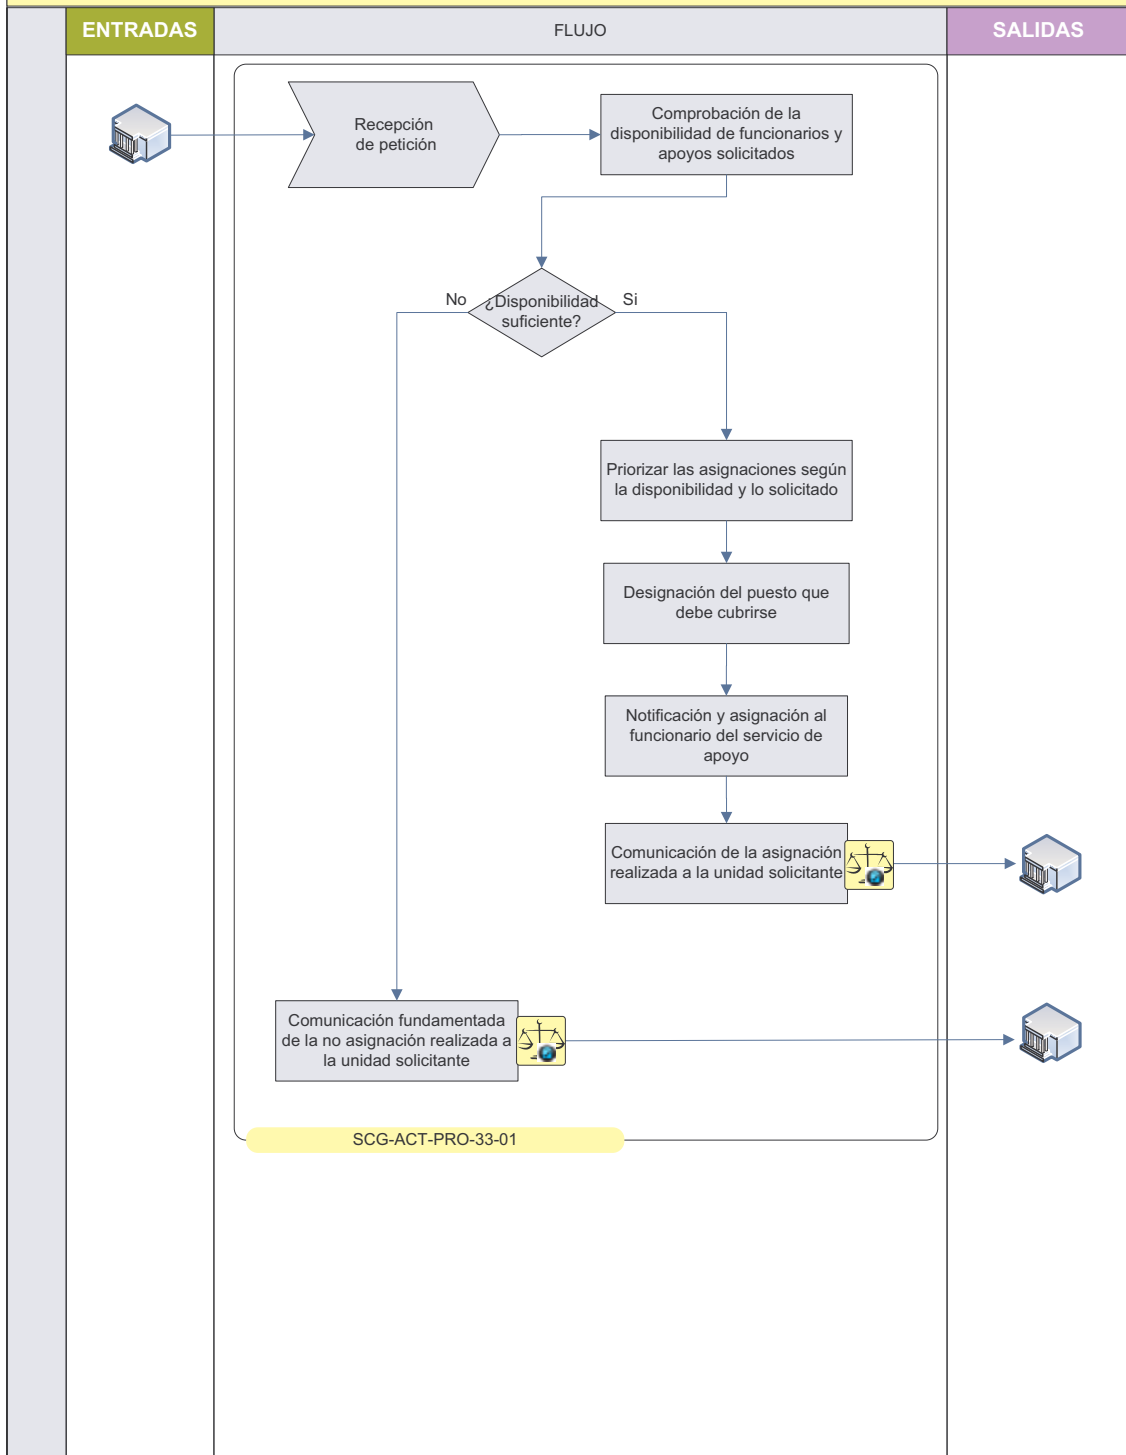 ENTRADAS
FLUJO
SALIDAS
Recepción
de petición
Comprobación de la
disponibilidad de funcionarios y
apoyos solicitados
No
¿Disponibilidad
suficiente?
Si
Priorizar las asignaciones según
la disponibilidad y lo solicitado
Designación del puesto que
debe cubrirse
Notificación y asignación al
funcionario del servicio de
apoyo
Comunicación de la asignación
realizada a la unidad solicitante
Comunicación fundamentada
de la no asignación realizada a
la unidad solicitante
SCG-ACT-PRO-33-01